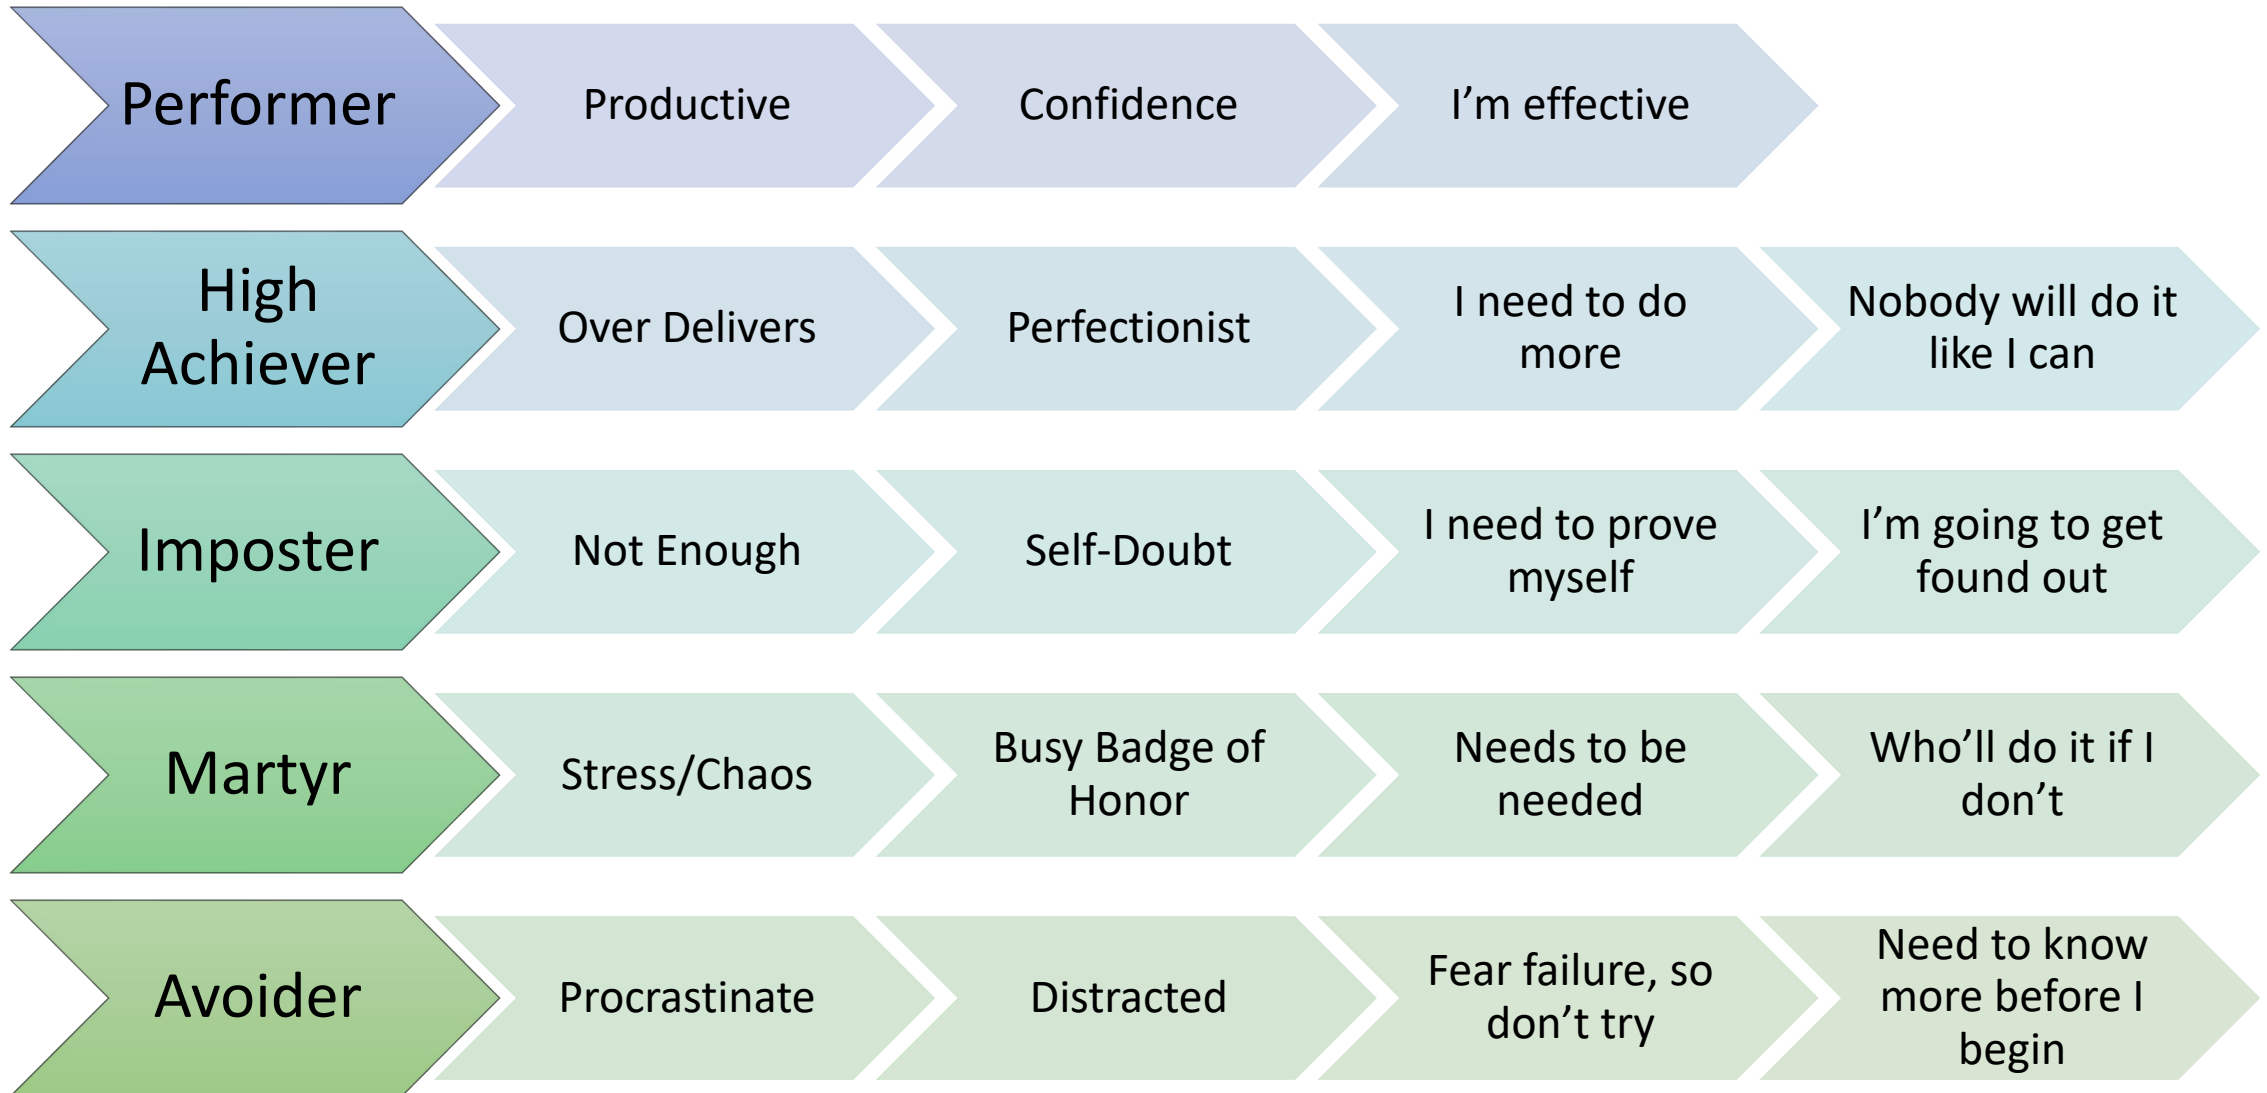 Performer
Productive
Confidence
I’m effective
High
Achiever
Over Delivers
Perfectionist
I need to do
more
Nobody will do it
like I can
Imposter
Not Enough
Self-Doubt
I need to prove
myself
I’m going to get
found out
Martyr
Stress/Chaos
Busy Badge of
Honor
Needs to be
needed
Who’ll do it if I
don’t
Avoider
Procrastinate
Distracted
Fear failure, so
don’t try
Need to know
more before I
begin